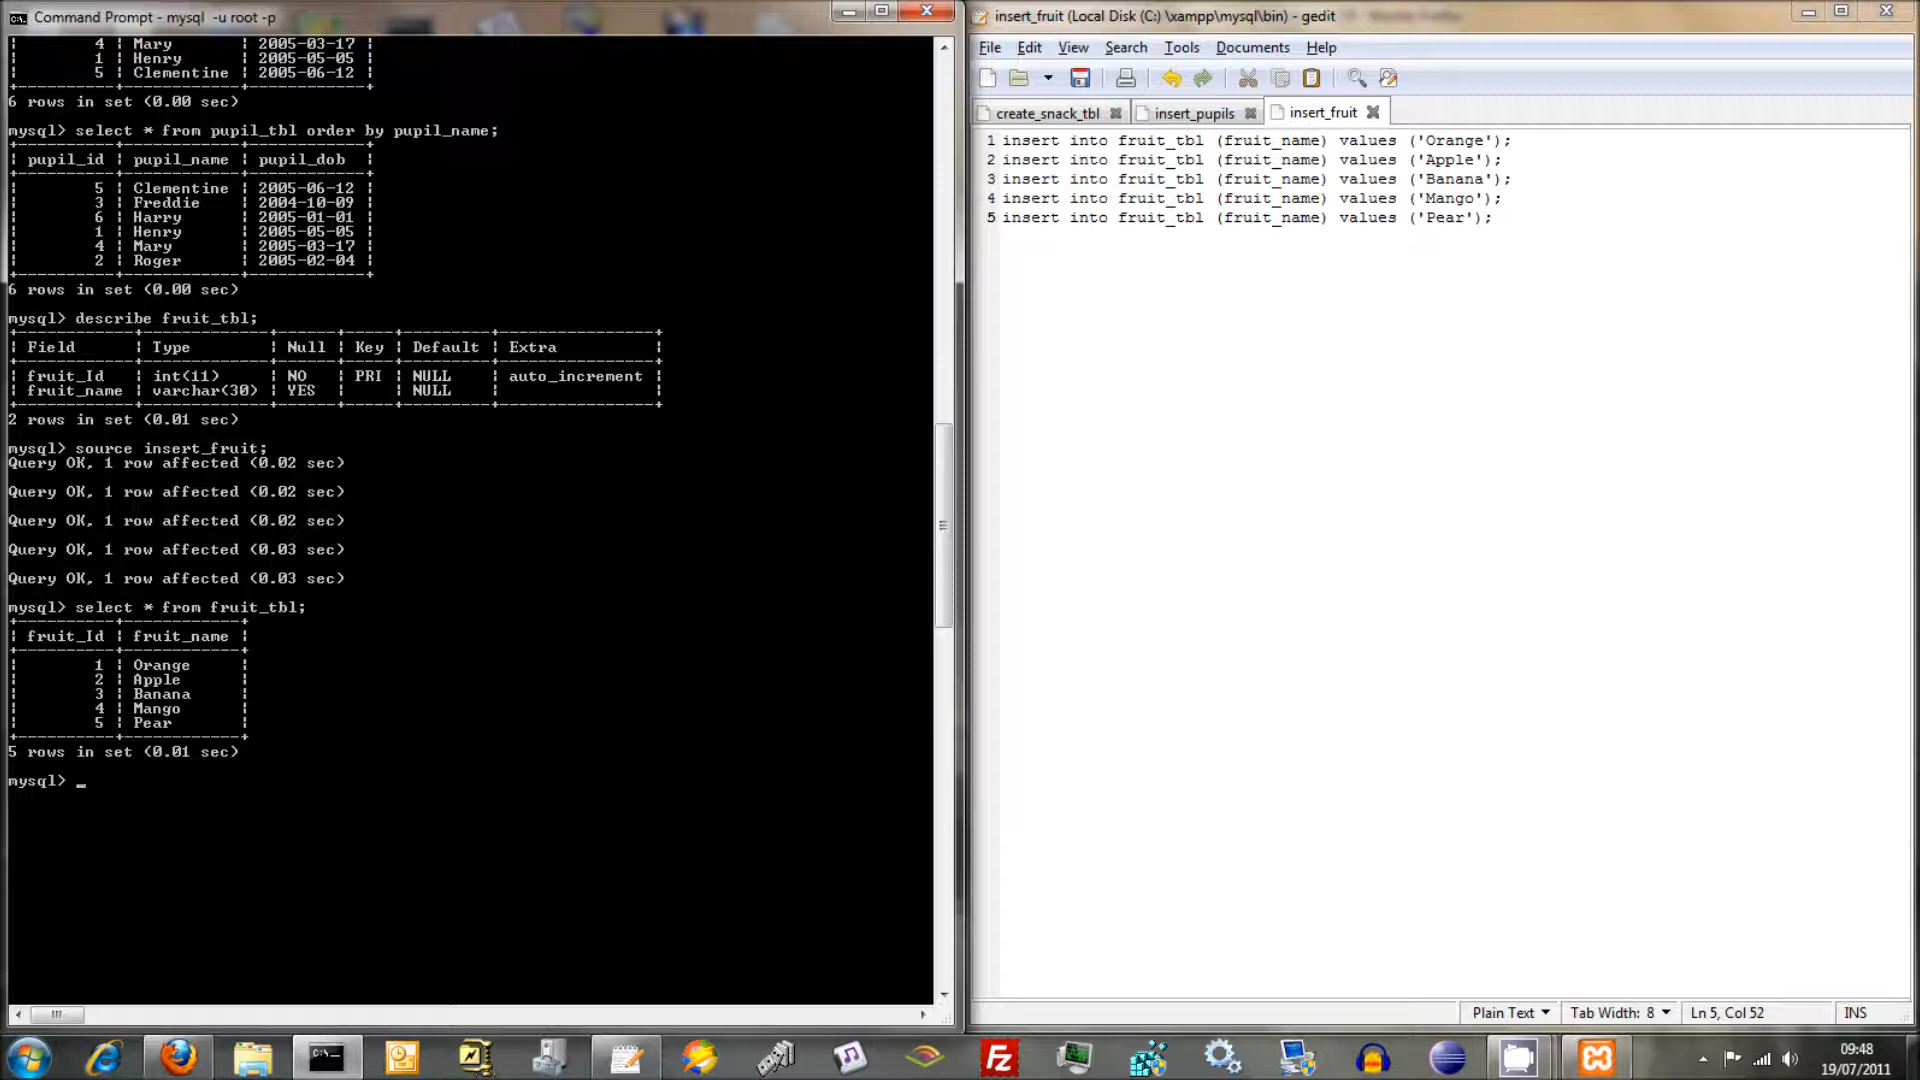 Command Prompt - mysql -u root -p
| 4 | Mary | 2005-03-17 |
| 1 | Henry | 2005-05-05 |
| 5 | Clementine | 2005-06-12 |
6 rows in set (0.00 sec)
mysql> select * from pupil_tbl order by pupil_name;
| pupil_id | pupil_name | pupil_dob |
| 5 | Clementine | 2005-06-12 |
| 3 | Freddie | 2004-10-09 |
| 6 | Harry | 2005-01-01 |
| 1 | Henry | 2005-05-05 |
| 4 | Mary | 2005-03-17 |
| 2 | Roger | 2005-02-04 |
6 rows in set (0.00 sec)
mysql> describe fruit_tbl;
| Field | Type | Null | Key | Default | Extra |
| fruit_Id | int(11) | NO | PRI | NULL | auto_increment |
| fruit_name | varchar(30) | YES | | NULL | |
2 rows in set (0.01 sec)
mysql> source insert_fruit;
Query OK, 1 row affected (0.02 sec)
Query OK, 1 row affected (0.02 sec)
Query OK, 1 row affected (0.02 sec)
Query OK, 1 row affected (0.03 sec)
Query OK, 1 row affected (0.03 sec)
mysql> select * from fruit_tbl;
| fruit_Id | fruit_name |
| 1 | Orange |
| 2 | Apple |
| 3 | Banana |
| 4 | Mango |
| 5 | Pear |
5 rows in set (0.01 sec)
mysql> _
insert_fruit (Local Disk (C:) \xampp\mysql\bin) - gedit
File Edit View Search Tools Documents Help
create_snack_tbl insert_pupils insert_fruit
1 insert into fruit_tbl (fruit_name) values ('Orange');
2 insert into fruit_tbl (fruit_name) values ('Apple');
3 insert into fruit_tbl (fruit_name) values ('Banana');
4 insert into fruit_tbl (fruit_name) values ('Mango');
5 insert into fruit_tbl (fruit_name) values ('Pear');
Plain Text Tab Width: 8 Ln 5, Col 52 INS
C:\
Fz
09:48
19/07/2011